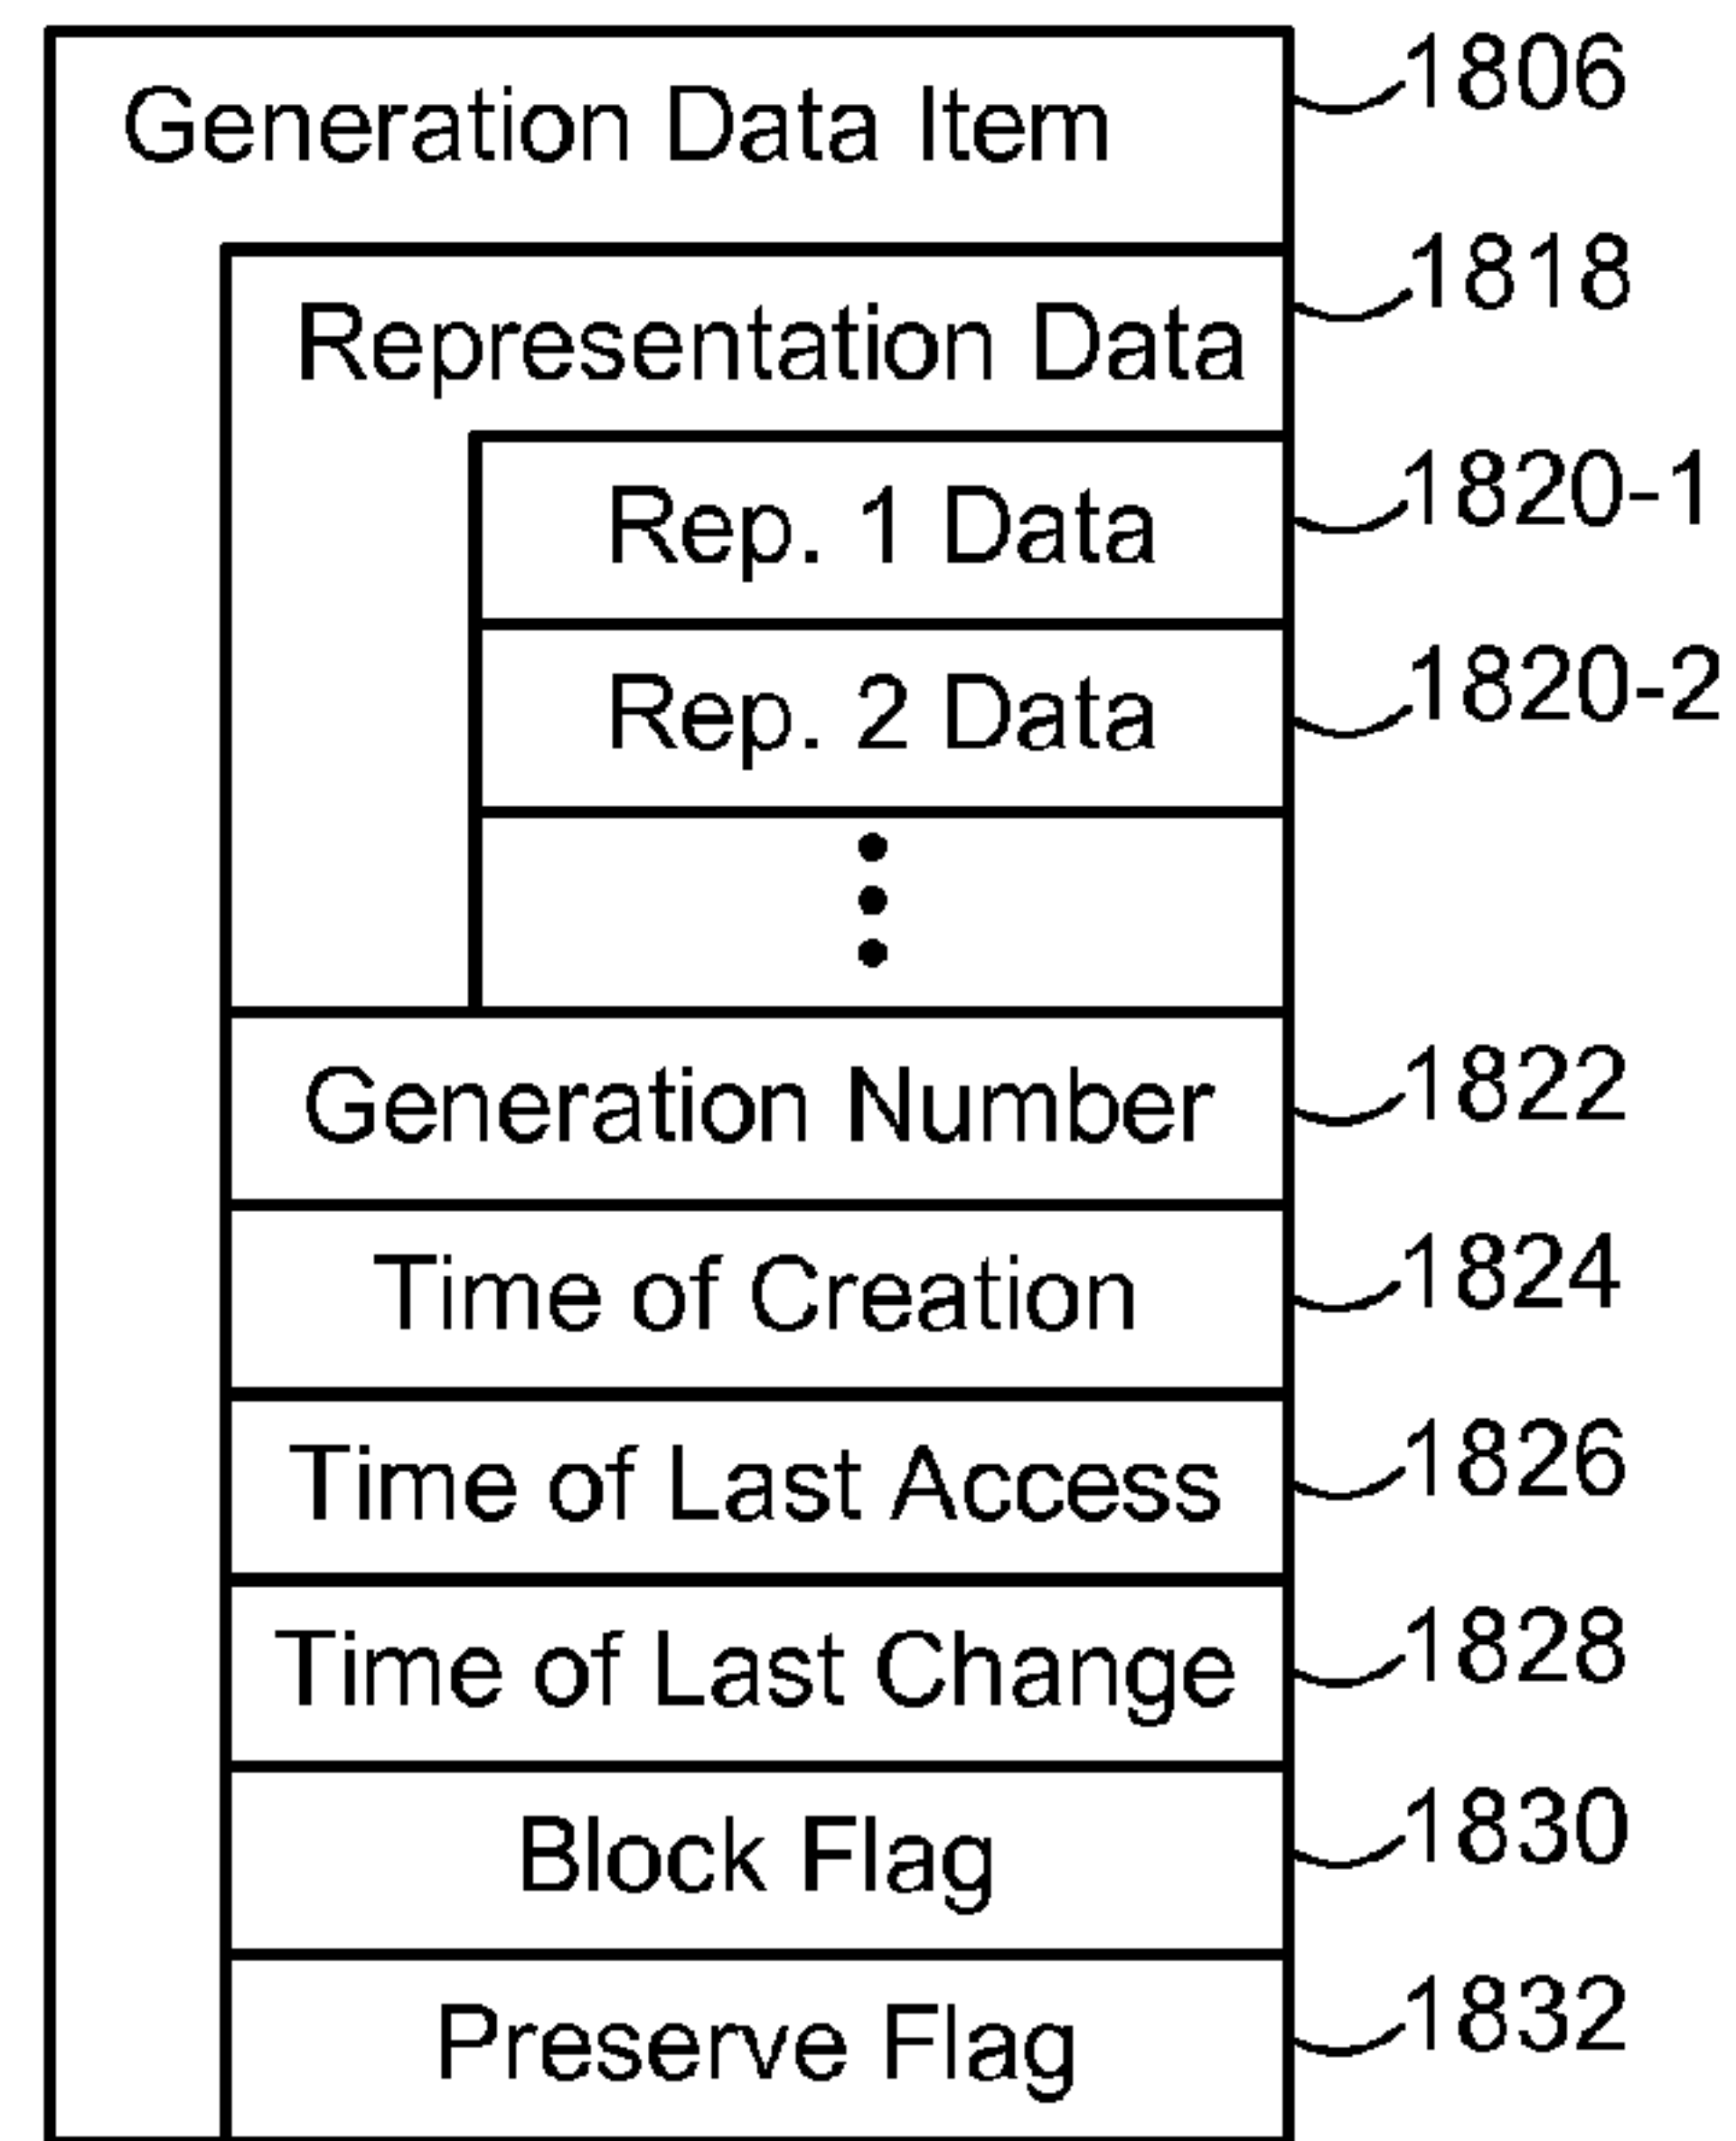 Generation Data Item 1806
Representation Data 1818
Rep. 1 Data 1820-1
Rep. 2 Data 1820-2
Generation Number 1822
Time of Creation 1824
Time of Last Access 1826
Time of Last Change 1828
Block Flag 1830
Preserve Flag 1832